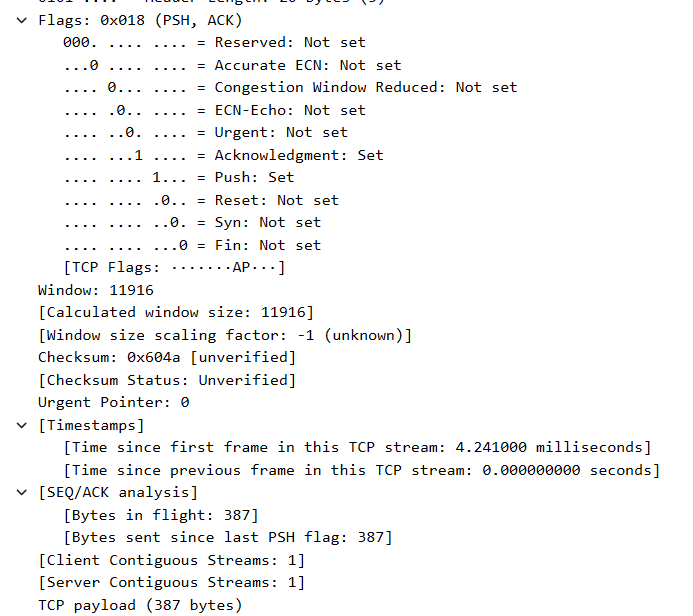 0101 .... = Header Length: 20 bytes (5)
Flags: 0x018 (PSH, ACK)
000. .... .... = Reserved: Not set
...0 .... .... = Accurate ECN: Not set
.... 0... .... = Congestion Window Reduced: Not set
.... .0.. .... = ECN-Echo: Not set
.... ..0. .... = Urgent: Not set
.... ...1 .... = Acknowledgment: Set
.... .... 1... = Push: Set
.... .... .0.. = Reset: Not set
.... .... ..0. = Syn: Not set
.... .... ...0 = Fin: Not set
[TCP Flags: ·······AP···]
Window: 11916
[Calculated window size: 11916]
[Window size scaling factor: -1 (unknown)]
Checksum: 0x604a [unverified]
[Checksum Status: Unverified]
Urgent Pointer: 0
[Timestamps]
[Time since first frame in this TCP stream: 4.241000 milliseconds]
[Time since previous frame in this TCP stream: 0.000000000 seconds]
[SEQ/ACK analysis]
[Bytes in flight: 387]
[Bytes sent since last PSH flag: 387]
[Client Contiguous Streams: 1]
[Server Contiguous Streams: 1]
TCP payload (387 bytes)